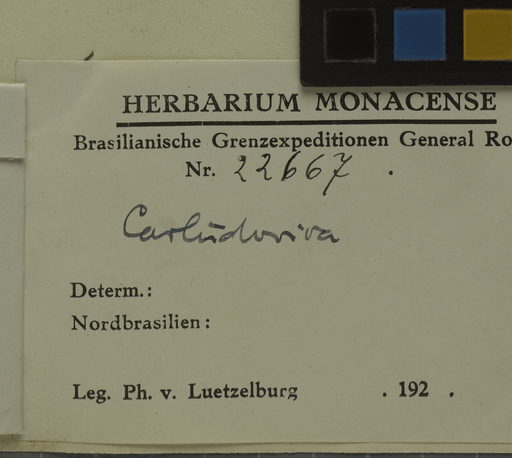 HERBARIUM MONACENSE
Brasilianische Grenzexpeditionen General Ro
Nr. 22667 .
Carludovica
Determ.:
Nordbrasilien:
Leg. Ph. v. Luetzelburg . 192 .